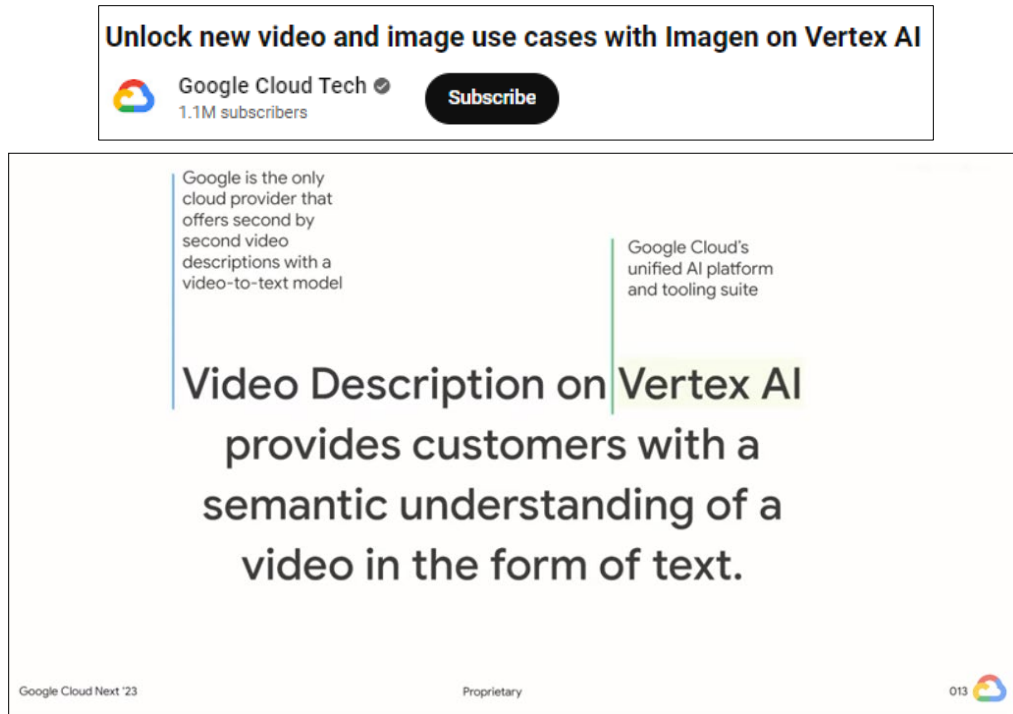 Unlock new video and image use cases with Imagen on Vertex AI
Google Cloud Tech
1.1M subscribers
Subscribe
Google is the only
cloud provider that
offers second by
second video
descriptions with a
video-to-text model
Google Cloud's
unified AI platform
and tooling suite
Video Description on Vertex AI
provides customers with a
semantic understanding of a
video in the form of text.
Google Cloud Next '23
Proprietary
013